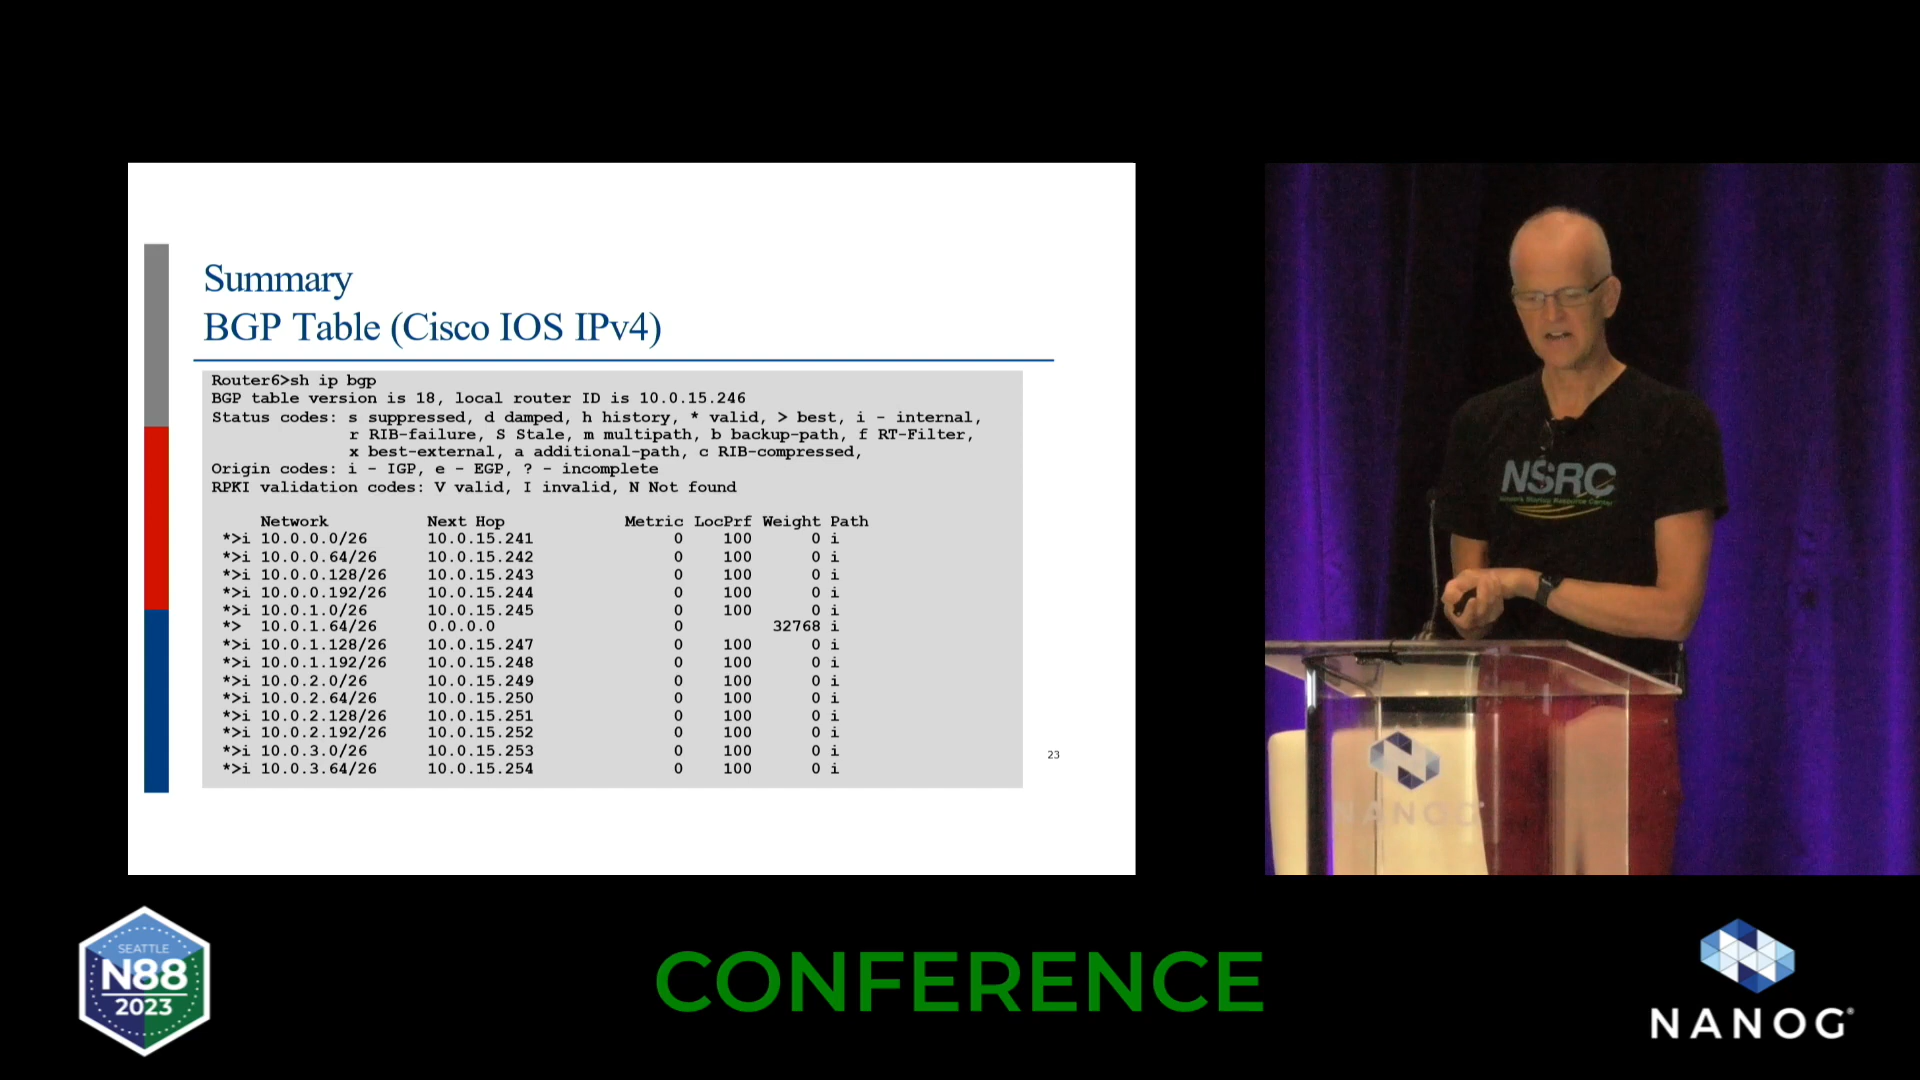 Summary
BGP Table (Cisco IOS IPv4)
Router6>sh ip bgp
BGP table version is 18, local router ID is 10.0.15.246
Status codes: s suppressed, d damped, h history, * valid, > best, i - internal,
r RIB-failure, S Stale, m multipath, b backup-path, f RT-Filter,
x best-external, a additional-path, c RIB-compressed,
Origin codes: i - IGP, e - EGP, ? - incomplete
RPKI validation codes: V valid, I invalid, N Not found
Network Next Hop Metric LocPrf Weight Path
*>i 10.0.0.0/26 10.0.15.241 0 100 0 i
*>i 10.0.0.64/26 10.0.15.242 0 100 0 i
*>i 10.0.0.128/26 10.0.15.243 0 100 0 i
*>i 10.0.0.192/26 10.0.15.244 0 100 0 i
*>i 10.0.1.0/26 10.0.15.245 0 100 0 i
*> 10.0.1.64/26 0.0.0.0 0 32768 i
*>i 10.0.1.128/26 10.0.15.247 0 100 0 i
*>i 10.0.1.192/26 10.0.15.248 0 100 0 i
*>i 10.0.2.0/26 10.0.15.249 0 100 0 i
*>i 10.0.2.64/26 10.0.15.250 0 100 0 i
*>i 10.0.2.128/26 10.0.15.251 0 100 0 i
*>i 10.0.2.192/26 10.0.15.252 0 100 0 i
*>i 10.0.3.0/26 10.0.15.253 0 100 0 i
*>i 10.0.3.64/26 10.0.15.254 0 100 0 i
23
NSRC
NANOG
SEATTLE
N88
2023
CONFERENCE
NANOG®